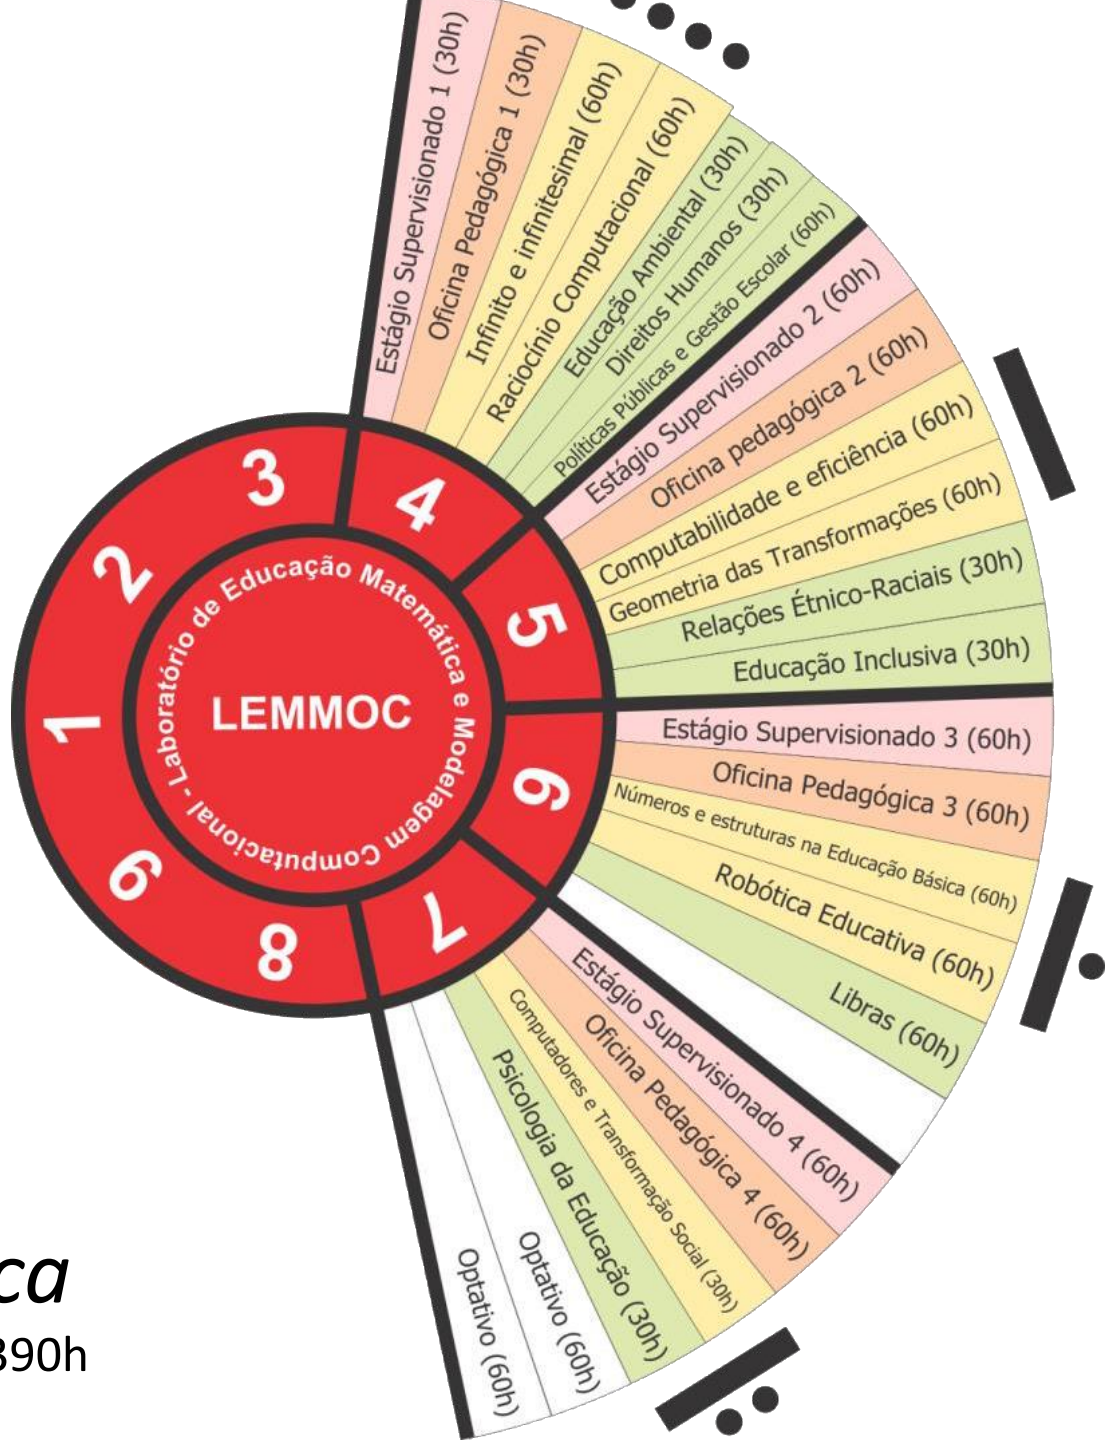 Estágio Supervisionado 1 (30h)
Oficina Pedagógica 1 (30h)
Infinito e infinitesimal (60h)
Raciocínio Computacional (60h)
Educação Ambiental (30h)
Direitos Humanos (30h)
Políticas Públicas e Gestão Escolar (60h)
Estágio Supervisionado 2 (60h)
Oficina pedagógica 2 (60h)
Computabilidade e eficiência (60h)
Geometria das Transformações (60h)
Relações Étnico-Raciais (30h)
Educação Inclusiva (30h)
Estágio Supervisionado 3 (60h)
Oficina Pedagógica 3 (60h)
Números e estruturas na Educação Básica (60h)
Robótica Educativa (60h)
Libras (60h)
Estágio Supervisionado 4 (60h)
Oficina Pedagógica 4 (60h)
Computadores e Transformação Social (30h)
Psicologia da Educação (30h)
Optativo (60h)
Optativo (60h)
1
2
3
4
5
6
7
8
9
LEMMOC
- Laboratório de Educação Matemática e Modelagem Computacional
ca
390h